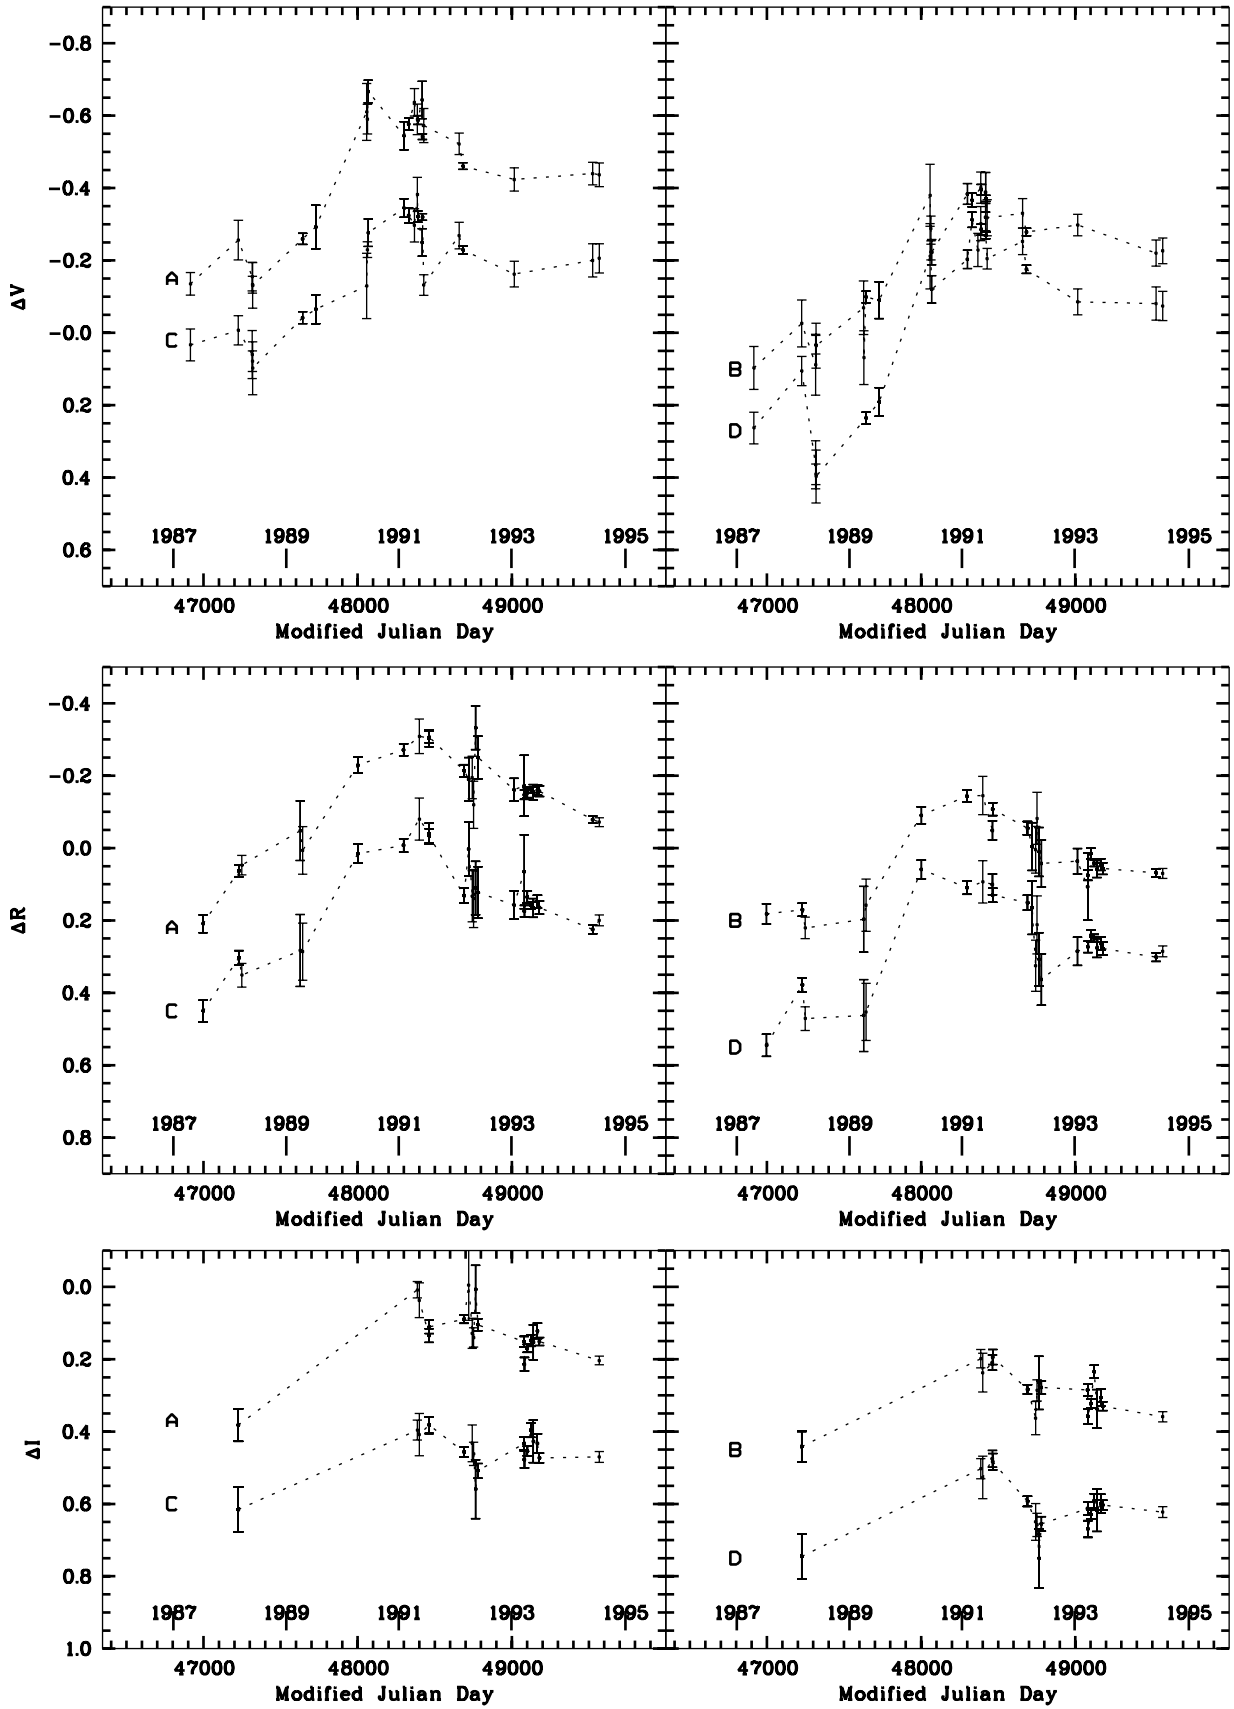 -0.8
-0.6
-0.4
-0.2
-0.0
0.2
0.4
0.6
ΔV
A
C
B
D
1987 1989 1991 1993 1995 1987 1989 1991 1993 1995
47000 48000 49000 47000 48000 49000
Modified Julian Day Modified Julian Day
-0.4
-0.2
0.0
0.2
0.4
0.6
0.8
ΔR
A
C
B
D
1987 1989 1991 1993 1995 1987 1989 1991 1993 1995
47000 48000 49000 47000 48000 49000
Modified Julian Day Modified Julian Day
0.0
0.2
0.4
0.6
0.8
1.0
ΔI
A
C
B
D
1987 1989 1991 1993 1995 1987 1989 1991 1993 1995
47000 48000 49000 47000 48000 49000
Modified Julian Day Modified Julian Day